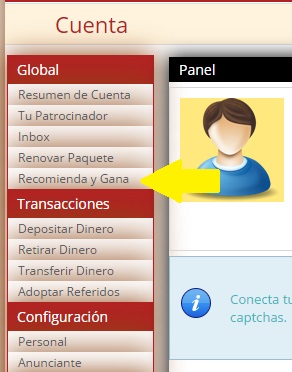 Cuenta
Global
Resumen de Cuenta
Tu Patrocinador
Inbox
Renovar Paquete
Recomienda y Gana
Transacciones
Depositar Dinero
Retirar Dinero
Transferir Dinero
Adoptar Referidos
Configuración
Personal
Anunciante
Panel
Conecta tu
captchas.